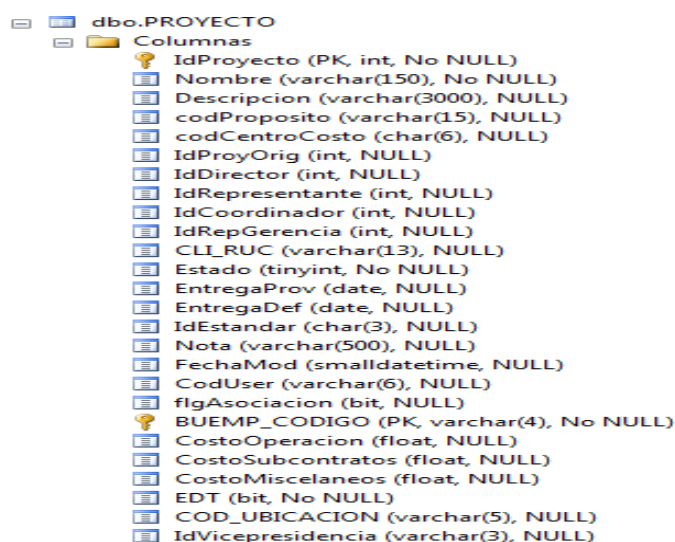 dbo.PROYECTO
Columnas
IdProyecto (PK, int, No NULL)
Nombre (varchar(150), No NULL)
Descripcion (varchar(3000), NULL)
codProposito (varchar(15), NULL)
codCentroCosto (char(6), NULL)
IdProyOrig (int, NULL)
IdDirector (int, NULL)
IdRepresentante (int, NULL)
IdCoordinador (int, NULL)
IdRepGerencia (int, NULL)
CLI_RUC (varchar(13), NULL)
Estado (tinyint, No NULL)
EntregaProv (date, NULL)
EntregaDef (date, NULL)
IdEstandar (char(3), NULL)
Nota (varchar(500), NULL)
FechaMod (smalldatetime, NULL)
CodUser (varchar(6), NULL)
flgAsociacion (bit, NULL)
BUEMP_CODIGO (PK, varchar(4), No NULL)
CostoOperacion (float, NULL)
CostoSubcontratos (float, NULL)
CostoMiscelaneos (float, NULL)
EDT (bit, No NULL)
COD_UBICACION (varchar(5), NULL)
IdVicepresidencia (varchar(3), NULL)